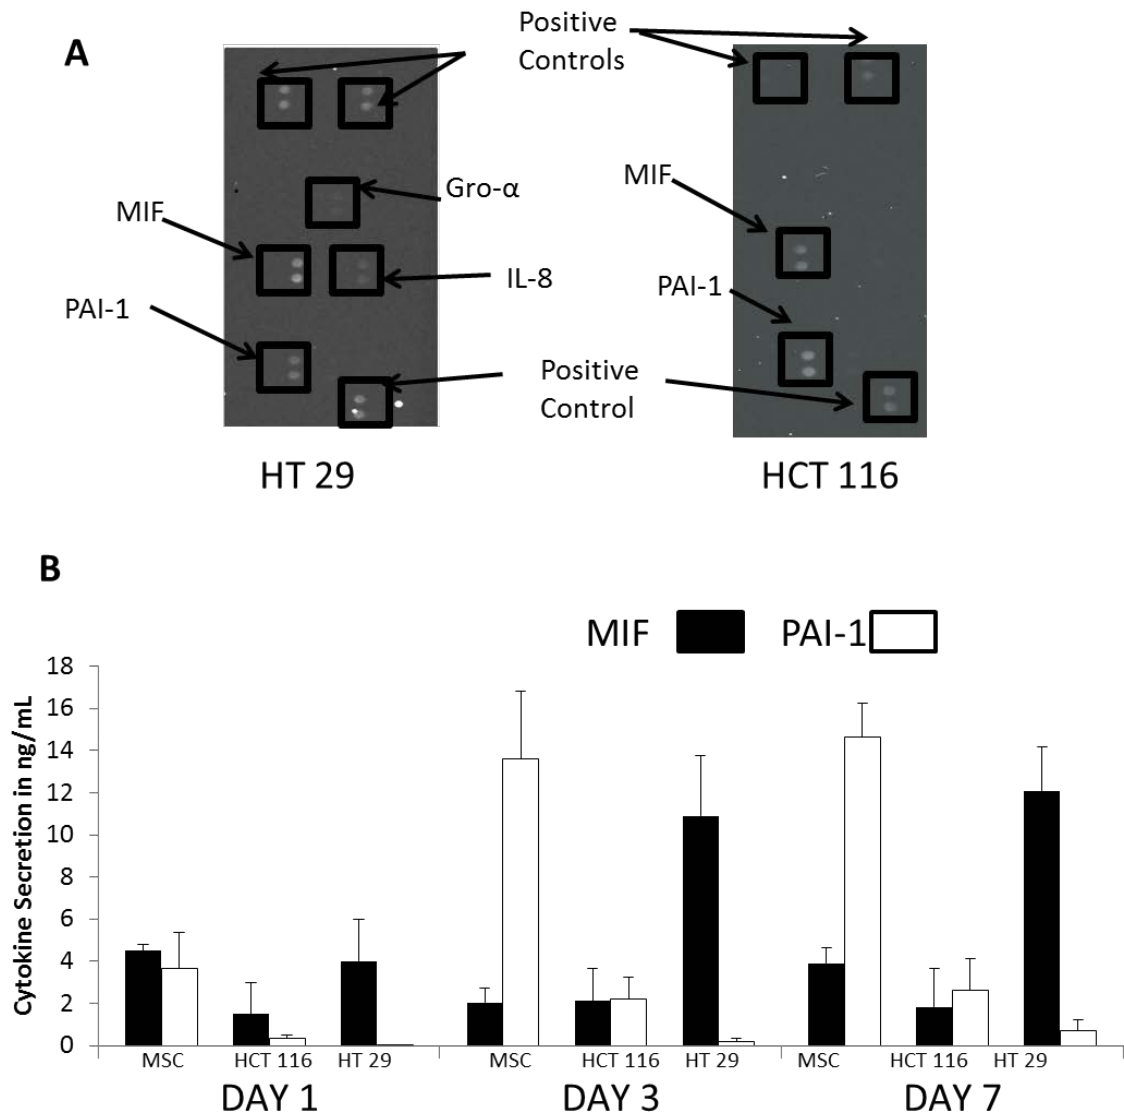 A
Positive
Controls
Gro-α
MIF
MIF
IL-8
PAI-1
PAI-1
Positive
Control
HT 29
HCT 116
B
MIF
PAI-1
Cytokine Secretion in ng/mL
18
16
14
12
10
8
6
4
2
0
MSC HCT 116 HT 29 MSC HCT 116 HT 29 MSC HCT 116 HT 29
DAY 1 DAY 3 DAY 7